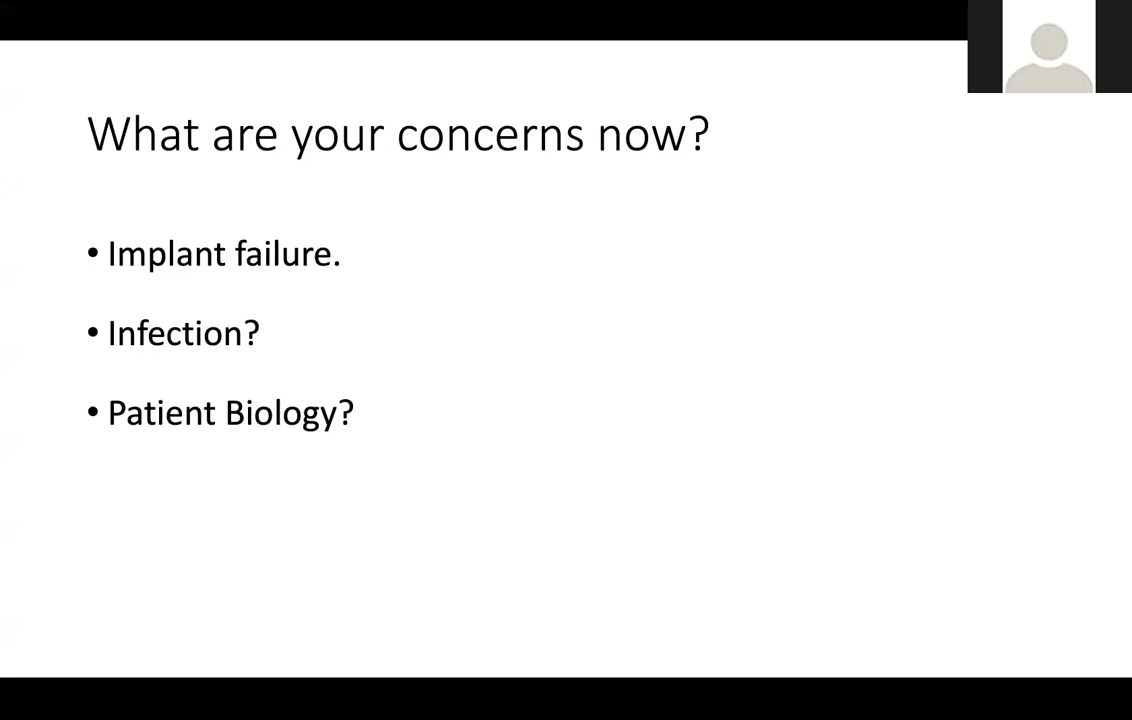 What are your concerns now?
• Implant failure.
• Infection?
• Patient Biology?